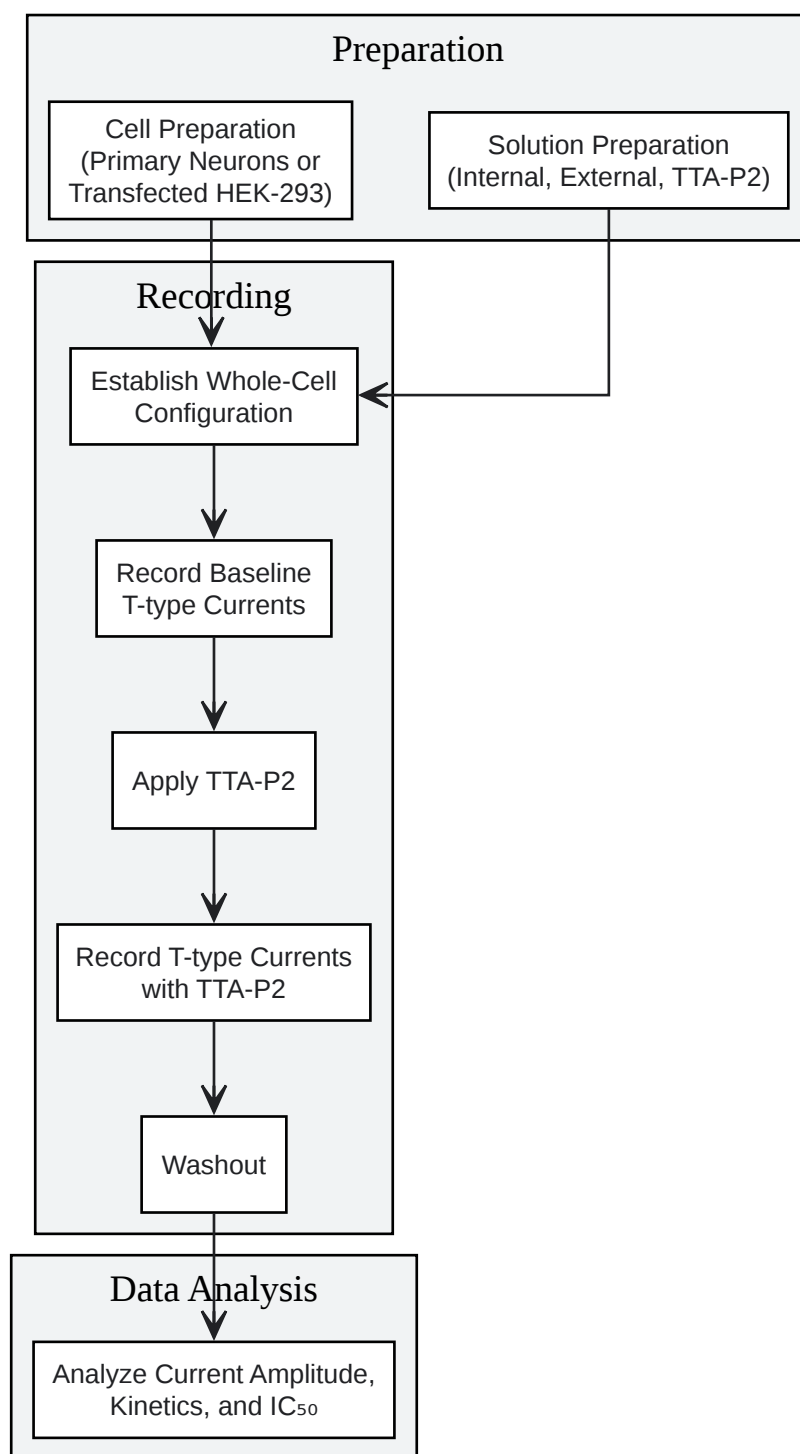 Preparation
Cell Preparation
(Primary Neurons or
Transfected HEK-293)
Solution Preparation
(Internal, External, TTA-P2)
Recording
Establish Whole-Cell
Configuration
Record Baseline
T-type Currents
Apply TTA-P2
Record T-type Currents
with TTA-P2
Washout
Data Analysis
Analyze Current Amplitude,
Kinetics, and IC₅₀